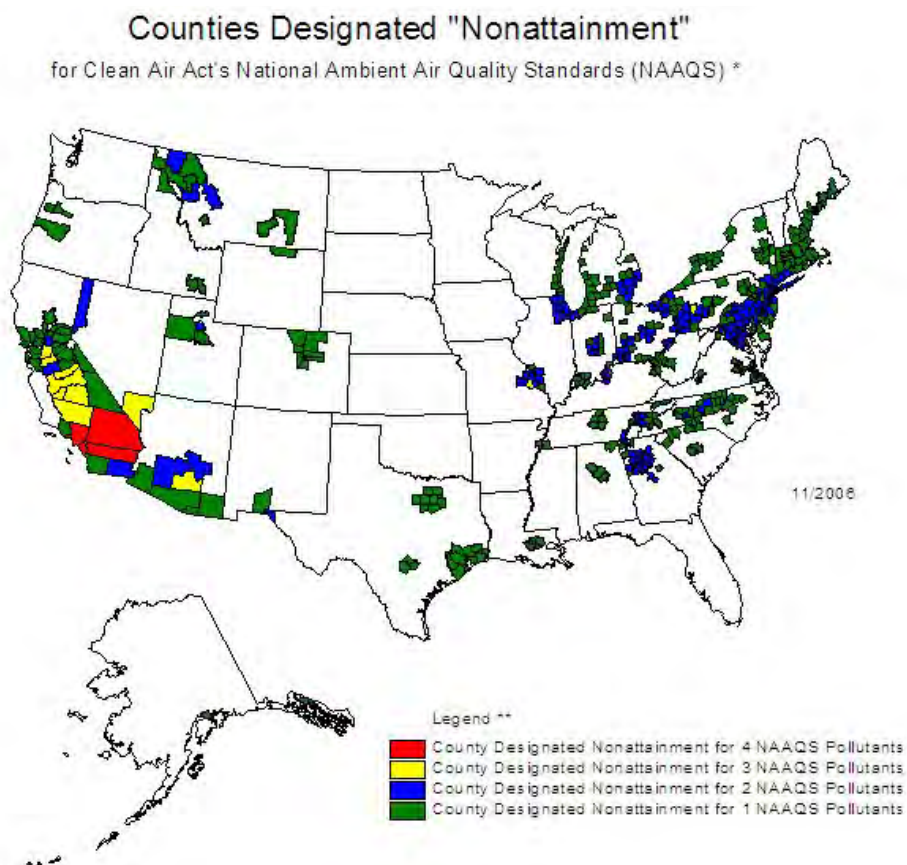 Counties Designated "Nonattainment"
for Clean Air Act's National Ambient Air Quality Standards (NAAQS) *
11/2006
Legend **
County Designated Nonattainment for 4 NAAQS Pollutants
County Designated Nonattainment for 3 NAAQS Pollutants
County Designated Nonattainment for 2 NAAQS Pollutants
County Designated Nonattainment for 1 NAAQS Pollutants